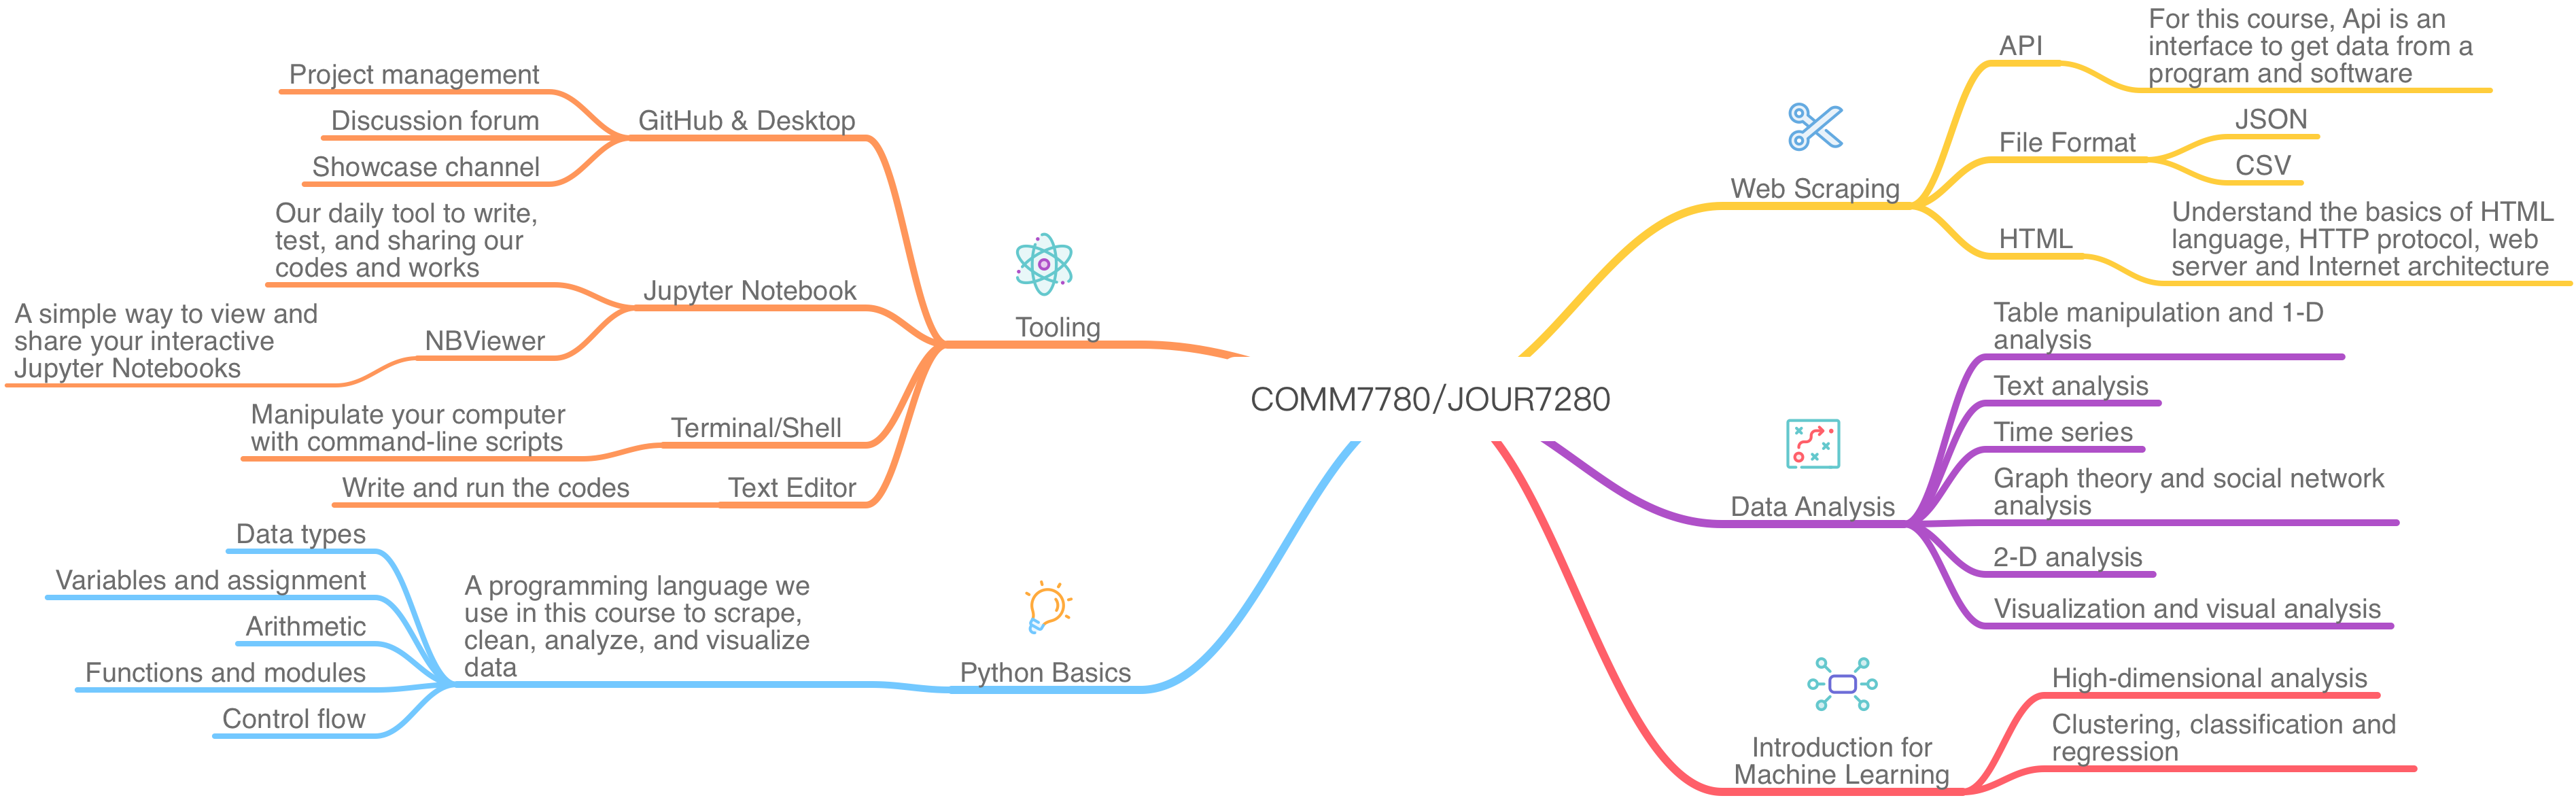 COMM7780/JOUR7280
Tooling
GitHub & Desktop
Project management
Discussion forum
Showcase channel
Jupyter Notebook
Our daily tool to write,
test, and sharing our
codes and works
NBViewer
A simple way to view and
share your interactive
Jupyter Notebooks
Terminal/Shell
Manipulate your computer
with command-line scripts
Text Editor
Write and run the codes
Python Basics
A programming language we
use in this course to scrape,
clean, analyze, and visualize
data
Data types
Variables and assignment
Arithmetic
Functions and modules
Control flow
Web Scraping
API
For this course, Api is an
interface to get data from a
program and software
File Format
JSON
CSV
HTML
Understand the basics of HTML
language, HTTP protocol, web
server and Internet architecture
Data Analysis
Table manipulation and 1-D
analysis
Text analysis
Time series
Graph theory and social network
analysis
2-D analysis
Visualization and visual analysis
Introduction for
Machine Learning
High-dimensional analysis
Clustering, classification and
regression